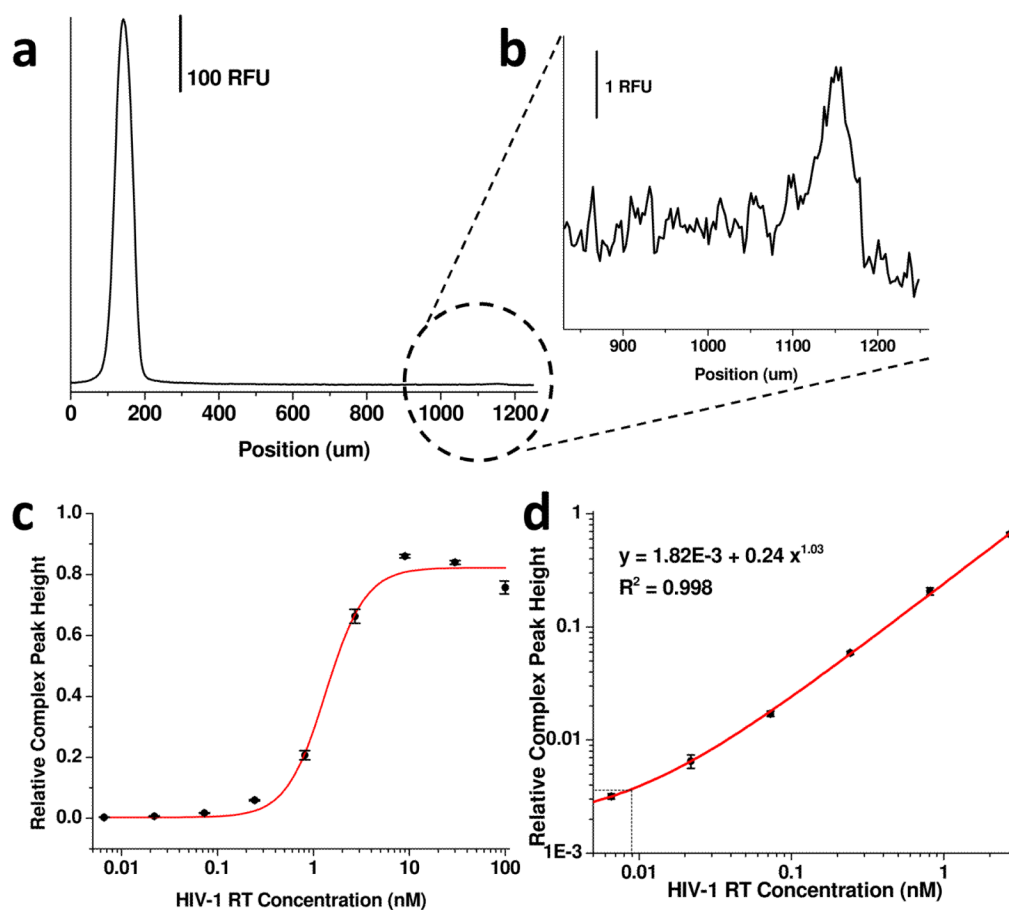 a
100 RFU
0 200 400 600 800 1000 1200
Position (um)
b
1 RFU
900 1000 1100 1200
Position (um)
c
1.0
0.8
0.6
0.4
0.2
0.0
Relative Complex Peak Height
0.01 0.1 1 10 100
HIV-1 RT Concentration (nM)
d
1
0.1
0.01
1E-3
Relative Complex Peak Height
y = 1.82E-3 + 0.24 x^1.03
R² = 0.998
0.01 0.1 1
HIV-1 RT Concentration (nM)